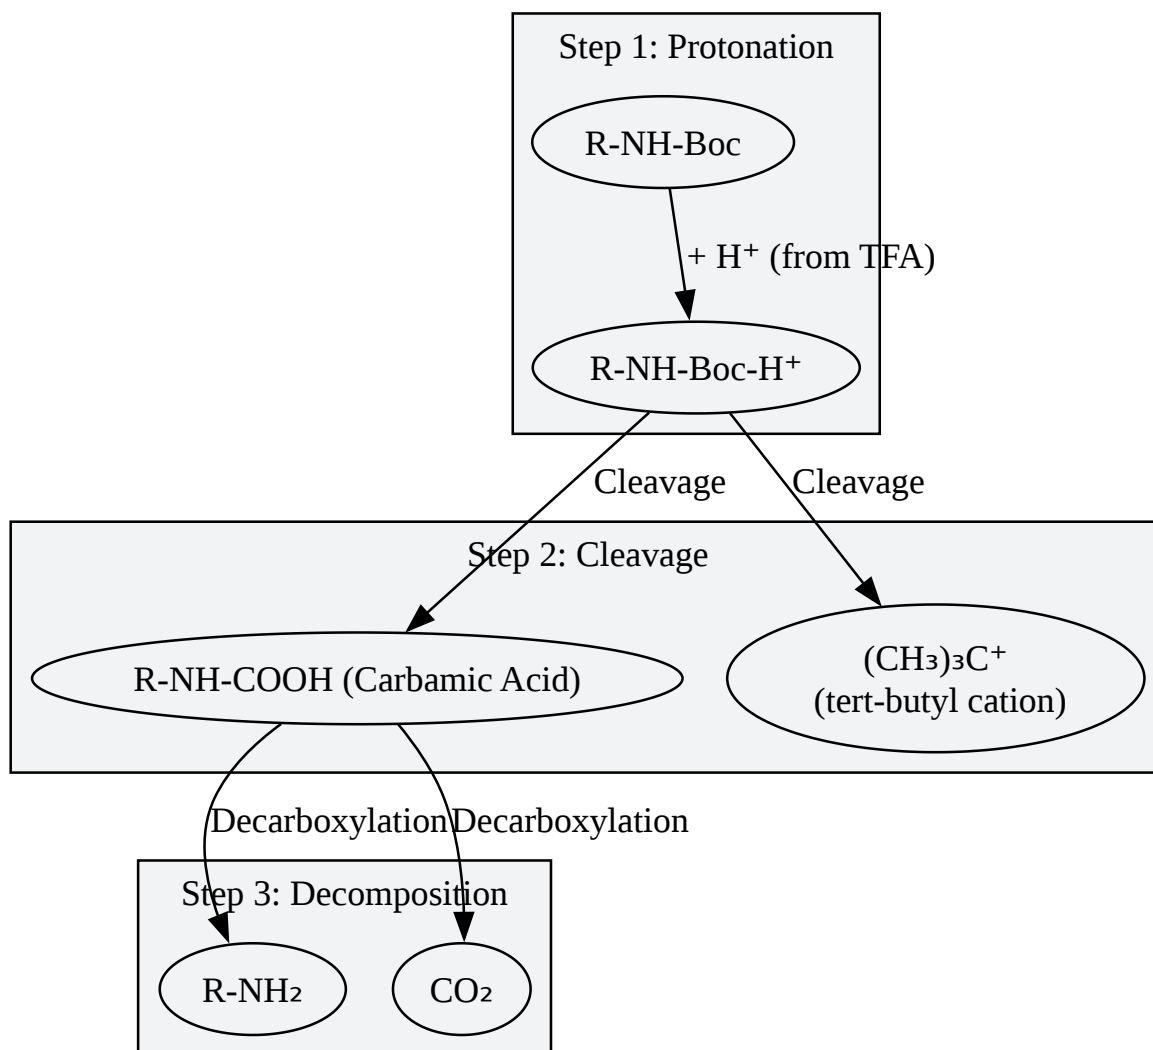 Step 1: Protonation
R-NH-Boc
+ H⁺ (from TFA)
R-NH-Boc-H⁺
Cleavage
Cleavage
Step 2: Cleavage
R-NH-COOH (Carbamic Acid)
(CH₃)₃C⁺
(tert-butyl cation)
Decarboxylation
Decarboxylation
Step 3: Decomposition
R-NH₂
CO₂